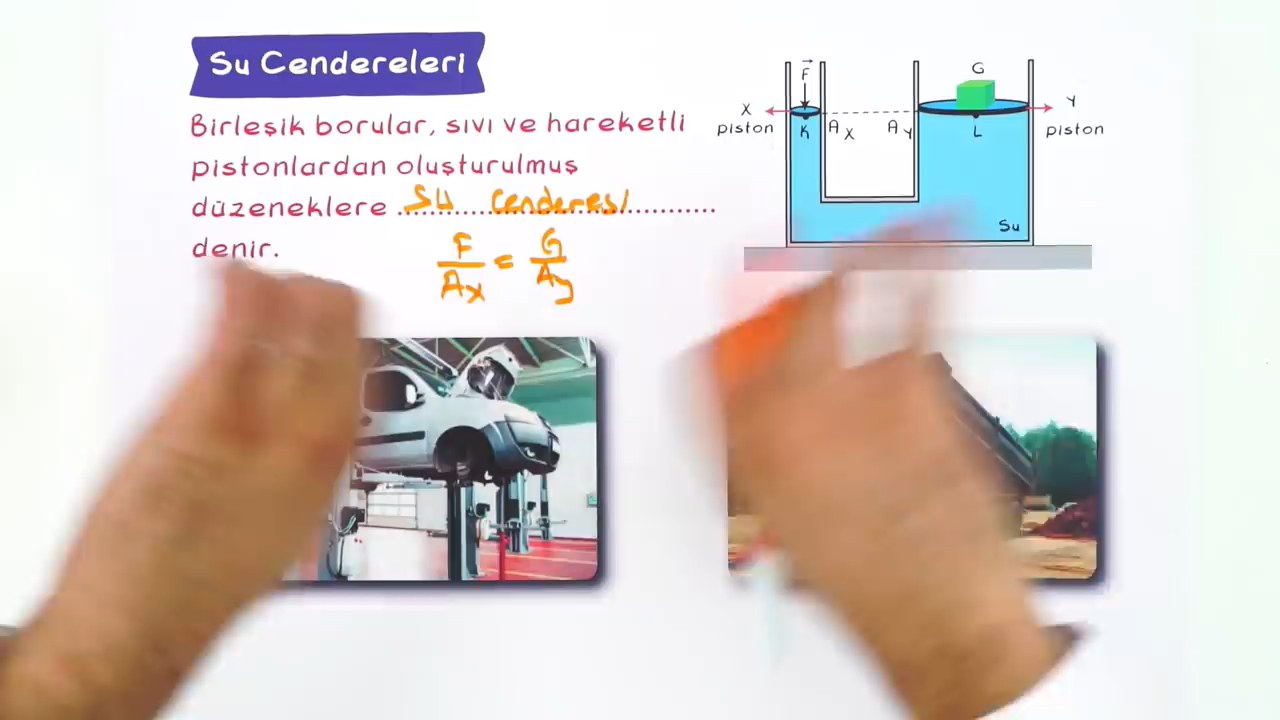 Su Cendereleri
Birleşik borular, sıvı ve hareketli
pistonlardan oluşturulmuş
düzeneklere ... Su Cenderesi ...
denir.
F/Ax = G/Ay
F
G
X
piston
K
Ax
Ay
L
Y
piston
Su